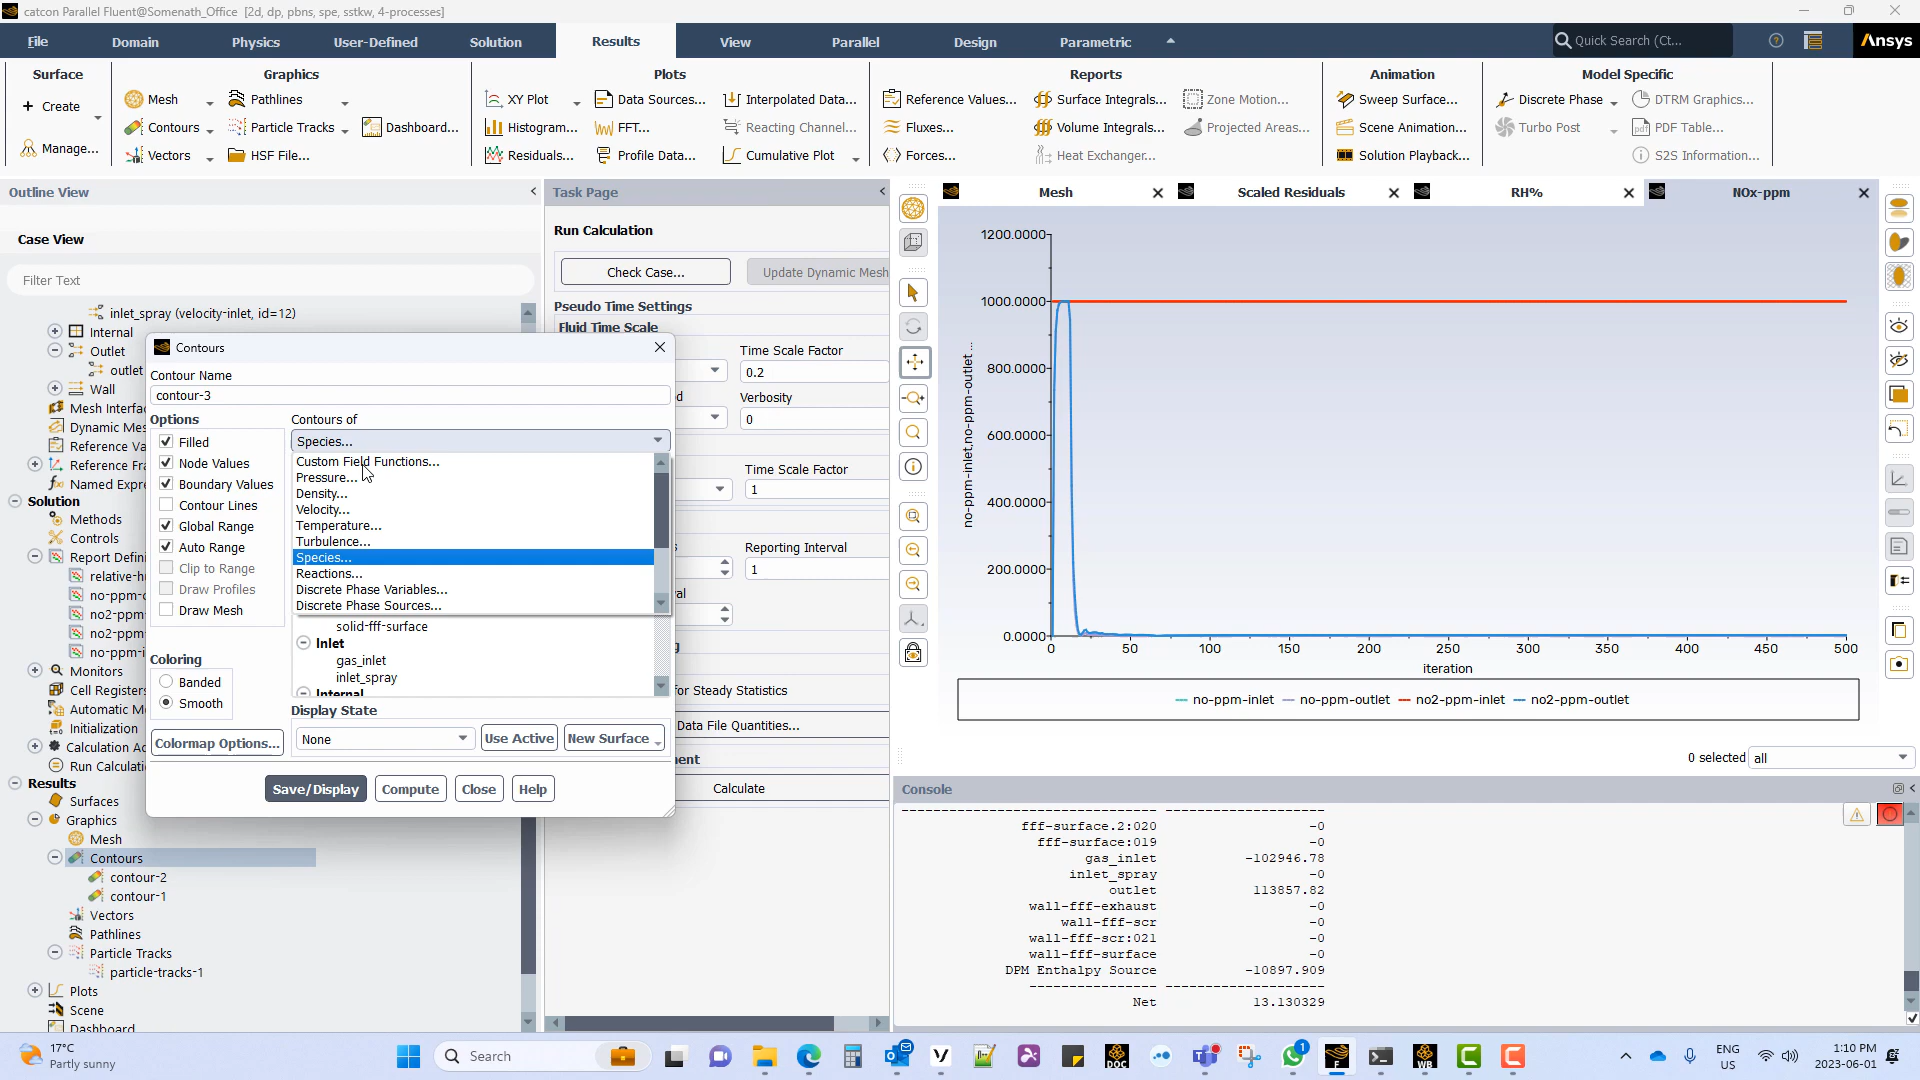 catcon Parallel Fluent@Somenath_Office [2d, dp, pbns, spe, sstkw, 4-processes]
File Domain Physics User-Defined Solution Results View Parallel Design Parametric Quick Search (Ct... Ansys
Surface Graphics Plots Reports Animation Model Specific
Create Mesh Pathlines XY Plot Data Sources... Interpolated Data... Reference Values... Surface Integrals... Zone Motion... Sweep Surface... Discrete Phase DTRM Graphics...
Contours Particle Tracks Dashboard... Histogram... FFT... Reacting Channel... Fluxes... Volume Integrals... Projected Areas... Scene Animation... Turbo Post PDF Table...
Manage... Vectors HSF File... Residuals... Profile Data... Cumulative Plot Forces... Heat Exchanger... Solution Playback... S2S Information...
Outline View
Case View
Filter Text
inlet_spray (velocity-inlet, id=12)
Internal
Outlet
outlet
Wall
Mesh Interfac
Dynamic Mes
Reference Va
Reference Fr
Named Expre
Solution
Methods
Controls
Report Defini
relative-h
no-ppm-
no2-ppm
no2-ppm
no-ppm-i
Monitors
Cell Registers
Automatic M
Initialization
Calculation Ac
Run Calculati
Results
Surfaces
Graphics
Mesh
Contours
contour-2
contour-1
Vectors
Pathlines
Particle Tracks
particle-tracks-1
Plots
Scene
Dashboard
Contours
Contour Name
contour-3
Options
Filled
Node Values
Boundary Values
Contour Lines
Global Range
Auto Range
Clip to Range
Draw Profiles
Draw Mesh
Coloring
Banded
Smooth
Colormap Options...
Contours of
Species...
Custom Field Functions...
Pressure...
Density...
Velocity...
Temperature...
Turbulence...
Species...
Reactions...
Discrete Phase Variables...
Discrete Phase Sources...
solid-fff-surface
Inlet
gas_inlet
inlet_spray
Internal
Display State
None Use Active New Surface
Save/Display Compute Close Help
Task Page
Run Calculation
Check Case... Update Dynamic Mesh
Pseudo Time Settings
Fluid Time Scale
Time Scale Factor
0.2
d Verbosity
0
Time Scale Factor
1
s Reporting Interval
1
al
g
for Steady Statistics
Data File Quantities...
ent
Calculate
Mesh Scaled Residuals RH% NOx-ppm
1200.0000
1000.0000
800.0000
600.0000
400.0000
200.0000
0.0000
no-ppm-inlet,no-ppm-outlet ...
0 50 100 150 200 250 300 350 400 450 500
iteration
no-ppm-inlet no-ppm-outlet no2-ppm-inlet no2-ppm-outlet
0 selected all
Console
---------------------------- -------------------
fff-surface.2:020 -0
fff-surface:019 -0
gas_inlet -102946.78
inlet_spray -0
outlet 113857.82
wall-fff-exhaust -0
wall-fff-scr -0
wall-fff-scr:021 -0
wall-fff-surface -0
DPM Enthalpy Source -10897.909
---------------- --------------------
Net 13.130329
17°C
Partly sunny
Search
DOC
F
WB
1
ENG
US
1:10 PM
2023-06-01